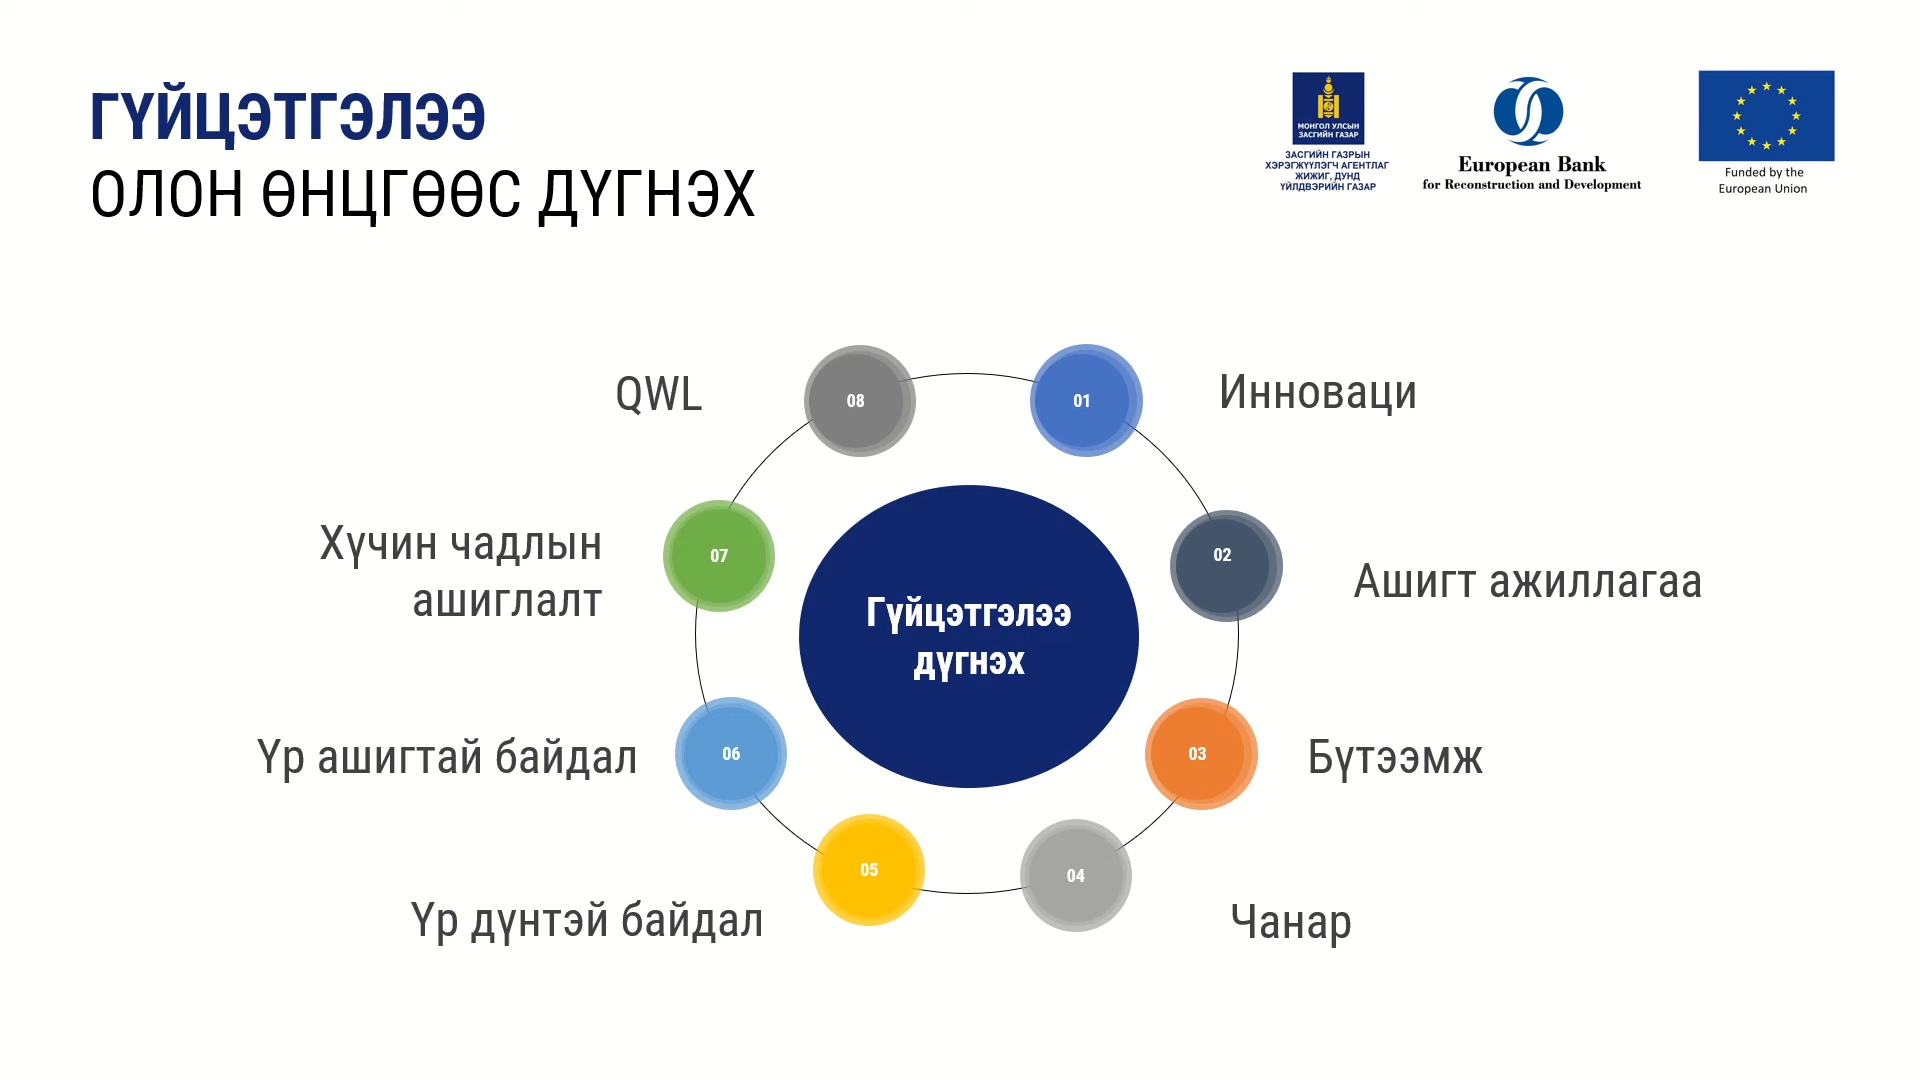 ГҮЙЦЭТГЭЛЭЭ
ОЛОН ӨНЦГӨӨС ДҮГНЭХ
МОНГОЛ УЛСЫН
ЗАСГИЙН ГАЗАР
ЗАСГИЙН ГАЗРЫН
ХЭРЭГЖҮҮЛЭГЧ АГЕНТЛАГ
ЖИЖИГ, ДУНД
ҮЙЛДВЭРИЙН ГАЗАР
European Bank
for Reconstruction and Development
Funded by the
European Union
QWL
08
01
Инноваци
Хүчин чадлын
ашиглалт
07
02
Ашигт ажиллагаа
Гүйцэтгэлээ
дүгнэх
Үр ашигтай байдал
06
03
Бүтээмж
Үр дүнтэй байдал
05
04
Чанар